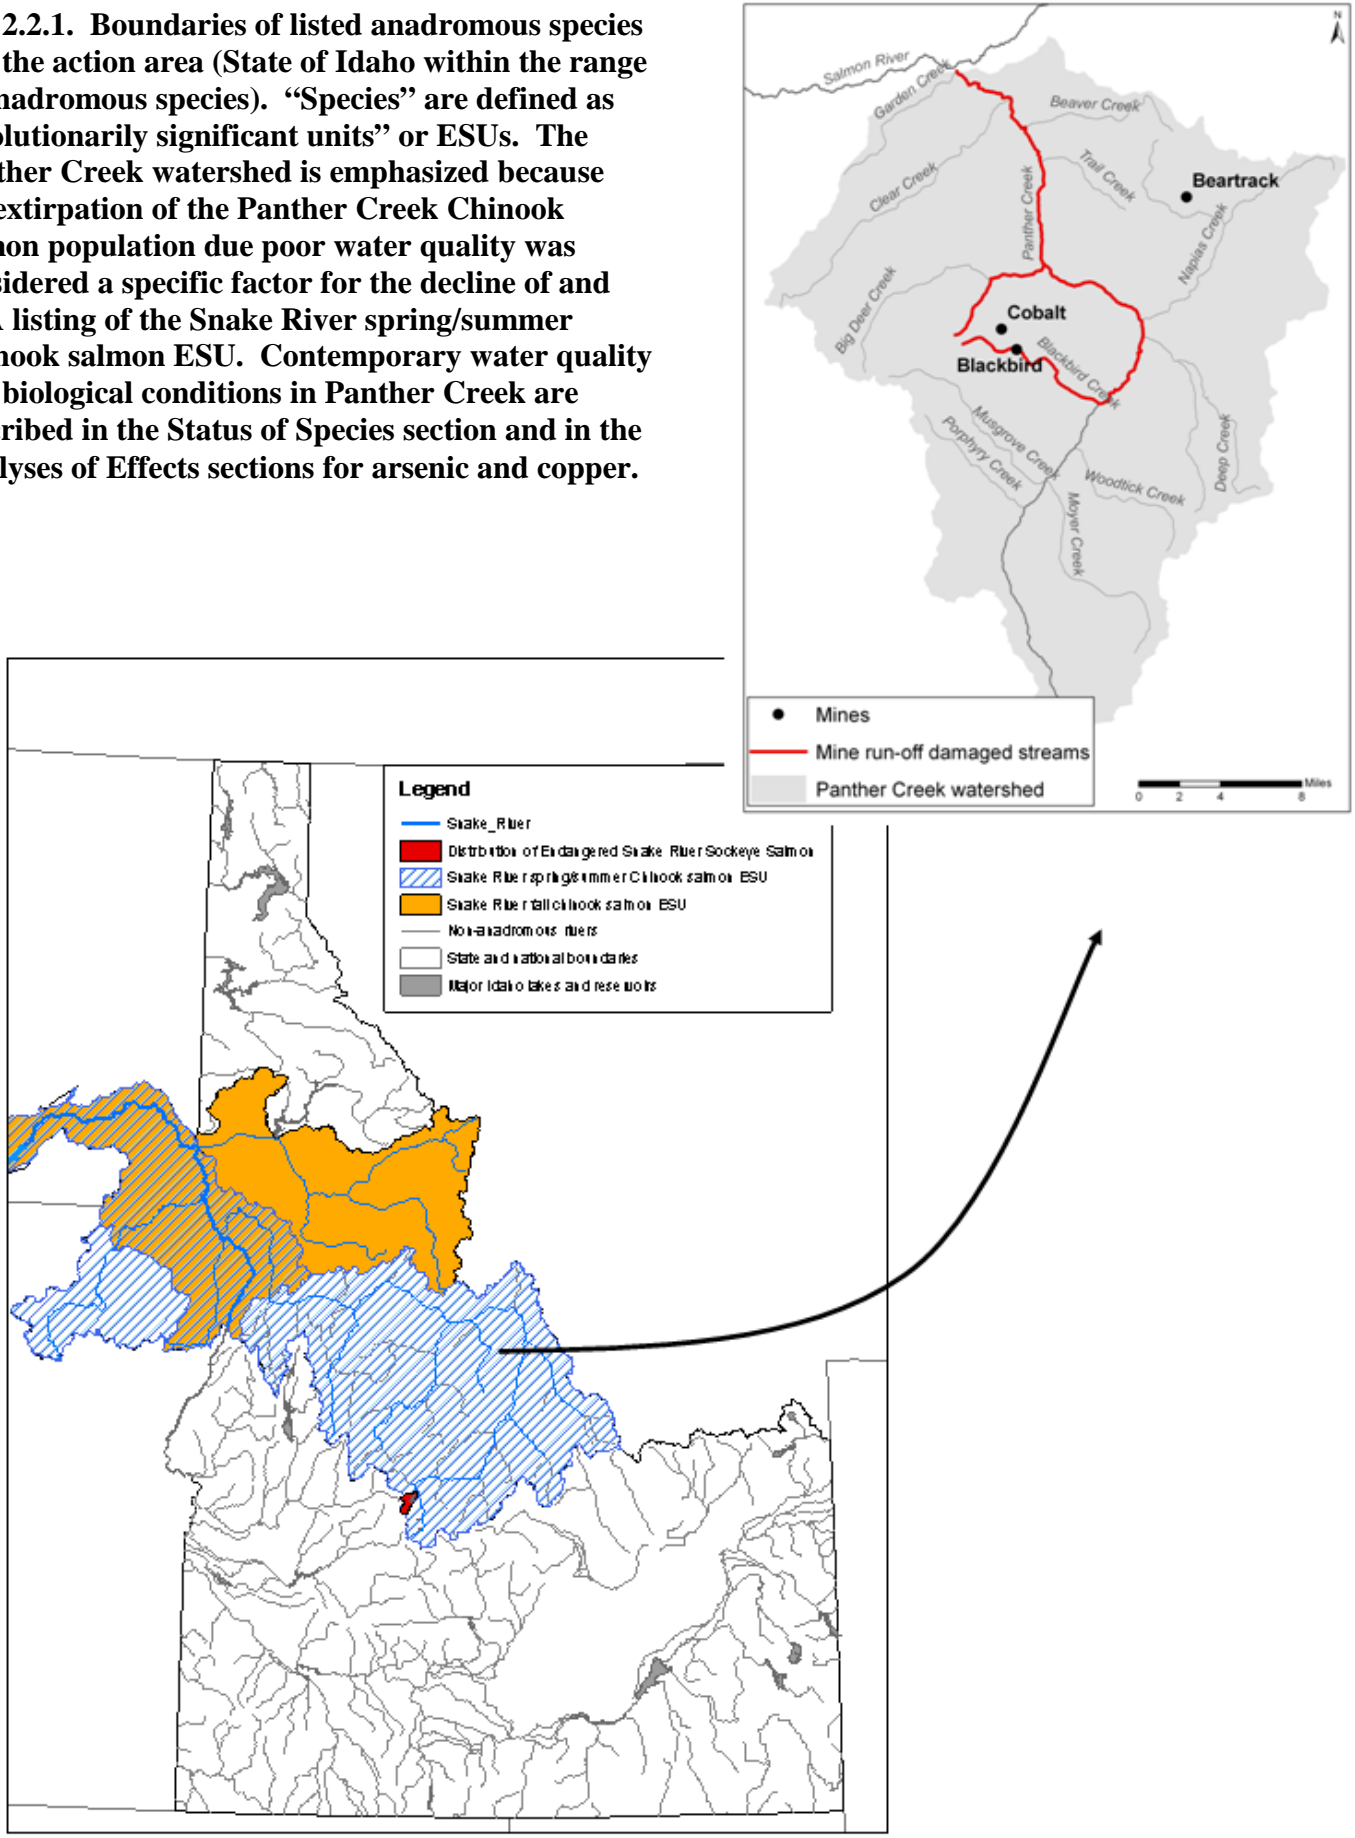 2.2.1. Boundaries of listed anadromous species
the action area (State of Idaho within the range
nadromous species). “Species” are defined as
olutionarily significant units” or ESUs. The
ther Creek watershed is emphasized because
extirpation of the Panther Creek Chinook
non population due poor water quality was
sidered a specific factor for the decline of and
listing of the Snake River spring/summer
nook salmon ESU. Contemporary water quality
biological conditions in Panther Creek are
cribed in the Status of Species section and in the
lyses of Effects sections for arsenic and copper.
N
Salmon River
Garden Creek
Beaver Creek
Clear Creek
Trail Creek
Beartrack
Panther Creek
Napias Creek
Big Deer Creek
Cobalt
Blackbird
Blackbird Creek
Musgrove Creek
Porphyry Creek
Deep Creek
Woodtick Creek
Moyer Creek
Mines
Mine run-off damaged streams
Panther Creek watershed
Miles
0 2 4 8
Legend
Snake_River
Distribution of Endangered Snake River Sockeye Salmon
Snake River spring/summer Chinook salmon ESU
Snake River fall chinook salmon ESU
Non-anadromous rivers
State and national boundaries
Major Idaho lakes and reservoirs